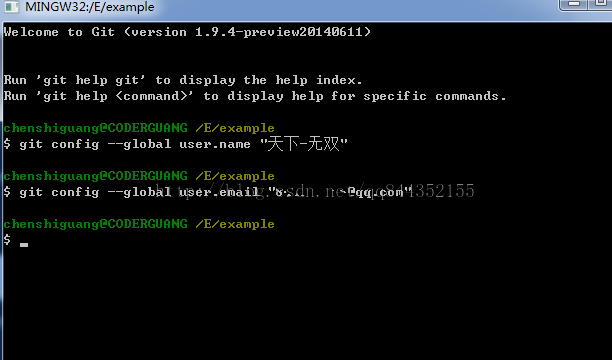 MINGW32:/E/example
Welcome to Git (version 1.9.4-preview20140611)
Run 'git help git' to display the help index.
Run 'git help <command>' to display help for specific commands.
chenshiguang@CODERGUANG /E/example
$ git config --global user.name "天下-无双"
chenshiguang@CODERGUANG /E/example
$ git config --global user.email "@qq.com"
http://blog.csdn.net/qq844352155
chenshiguang@CODERGUANG /E/example
$